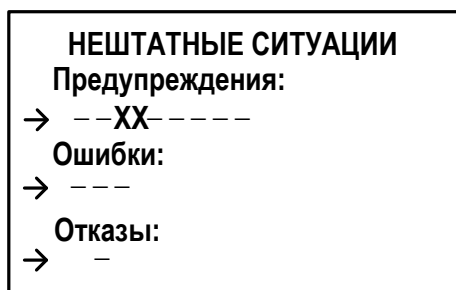 НЕШТАТНЫЕ СИТУАЦИИ
Предупреждения:
→ – –XX– – – – –
Ошибки:
→ – – –
Отказы:
→ –